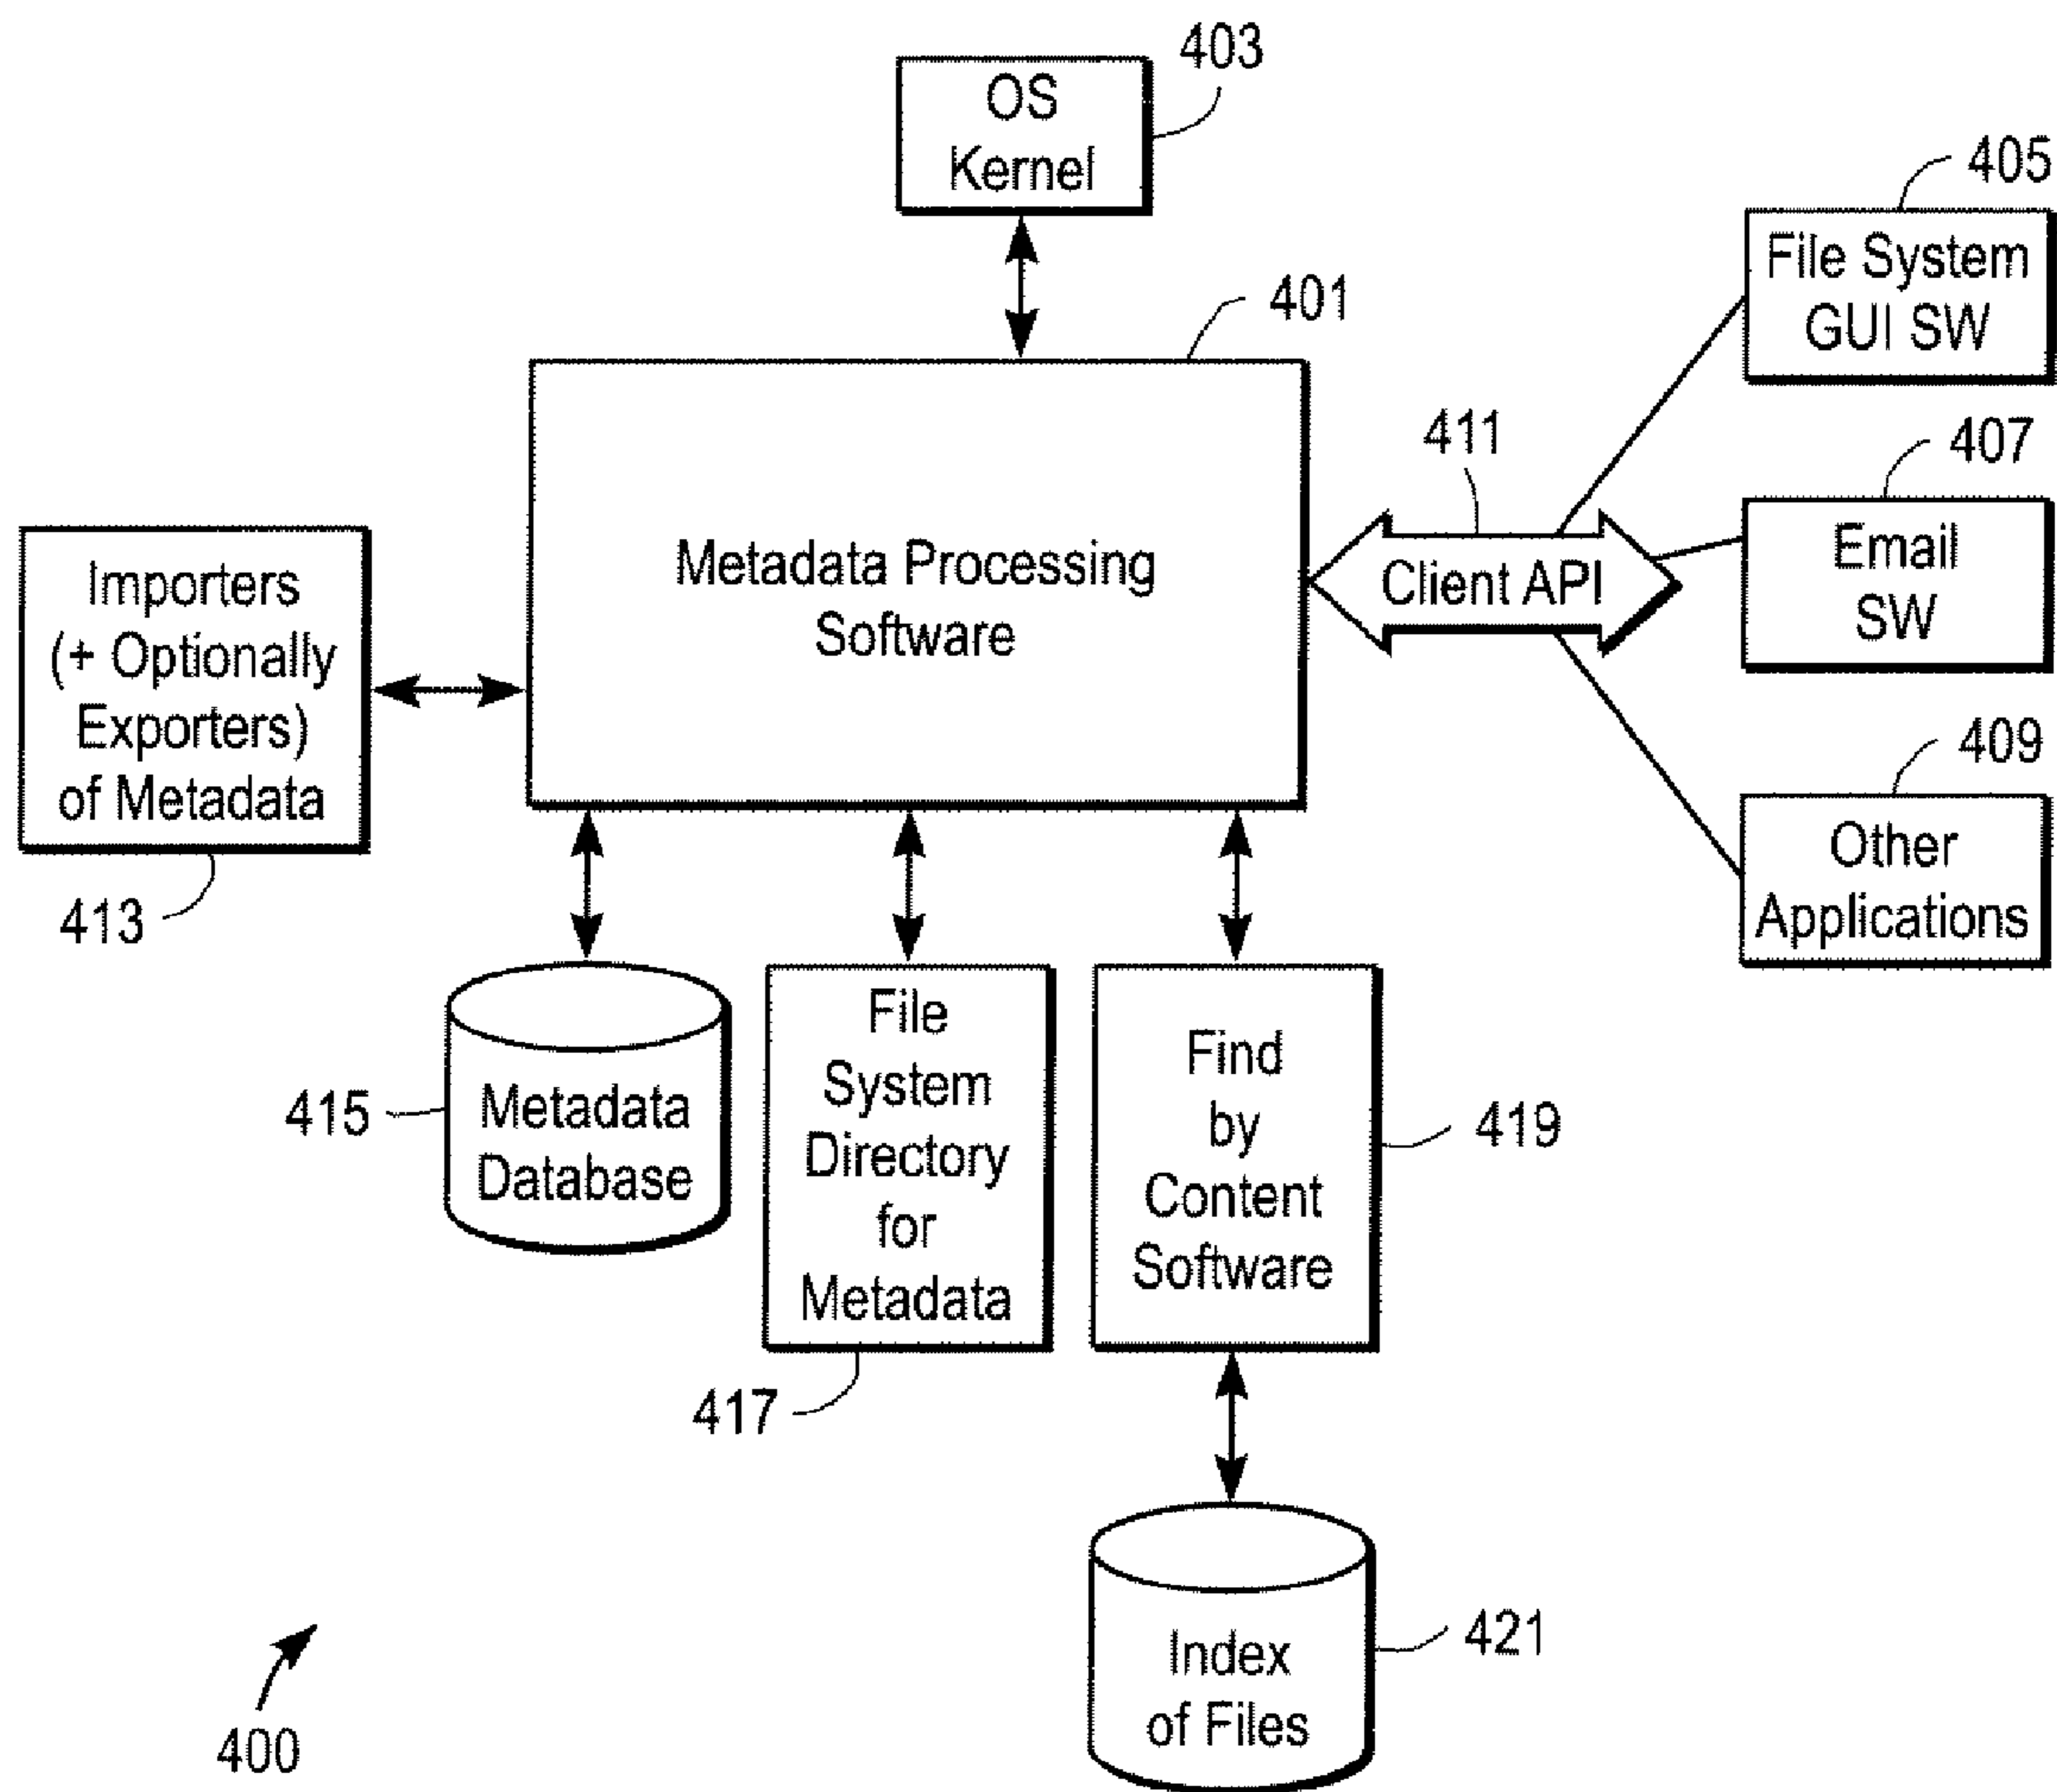 403
OS
Kernel
405
File System
GUI SW
401
411
407
Metadata Processing
Software
Client API
Email
SW
Importers
(+ Optionally
Exporters)
of Metadata
413
409
Other
Applications
415
Metadata
Database
File
System
Directory
for
Metadata
417
Find
by
Content
Software
419
Index
of Files
421
400